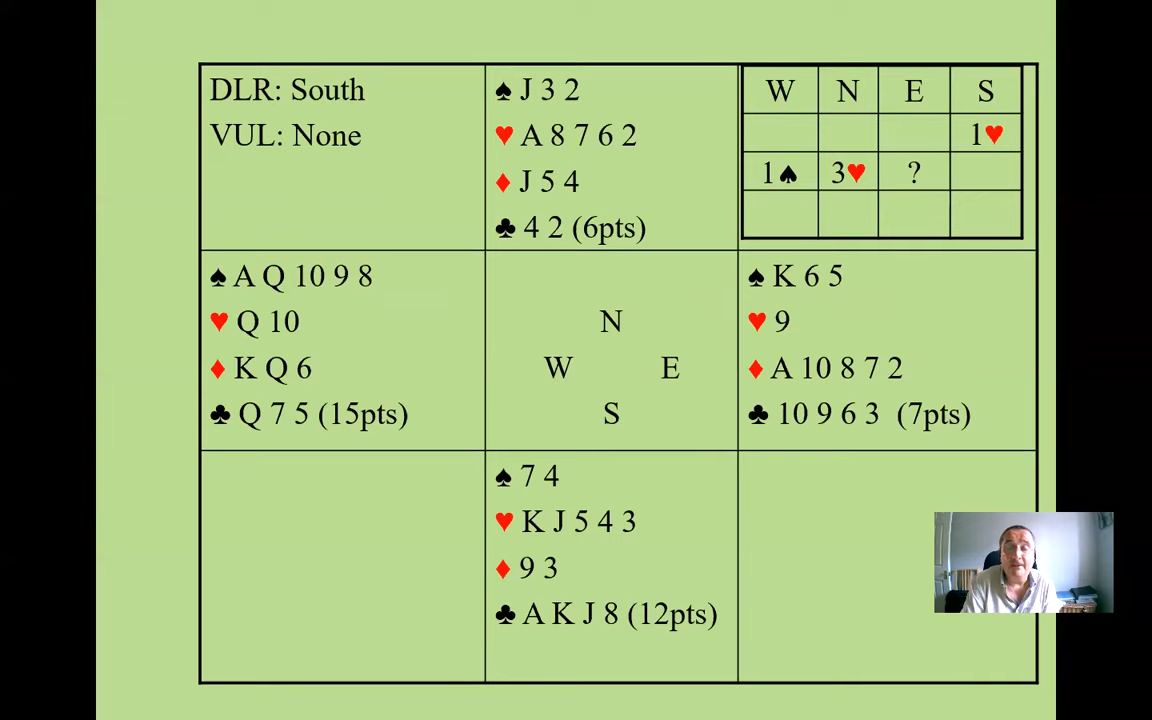 DLR: South
VUL: None
♠ J 3 2
♥ A 8 7 6 2
♦ J 5 4
♣ 4 2 (6pts)
W N E S
1♥
1♠ 3♥ ?
♠ A Q 10 9 8
♥ Q 10
♦ K Q 6
♣ Q 7 5 (15pts)
N
W E
S
♠ K 6 5
♥ 9
♦ A 10 8 7 2
♣ 10 9 6 3 (7pts)
♠ 7 4
♥ K J 5 4 3
♦ 9 3
♣ A K J 8 (12pts)